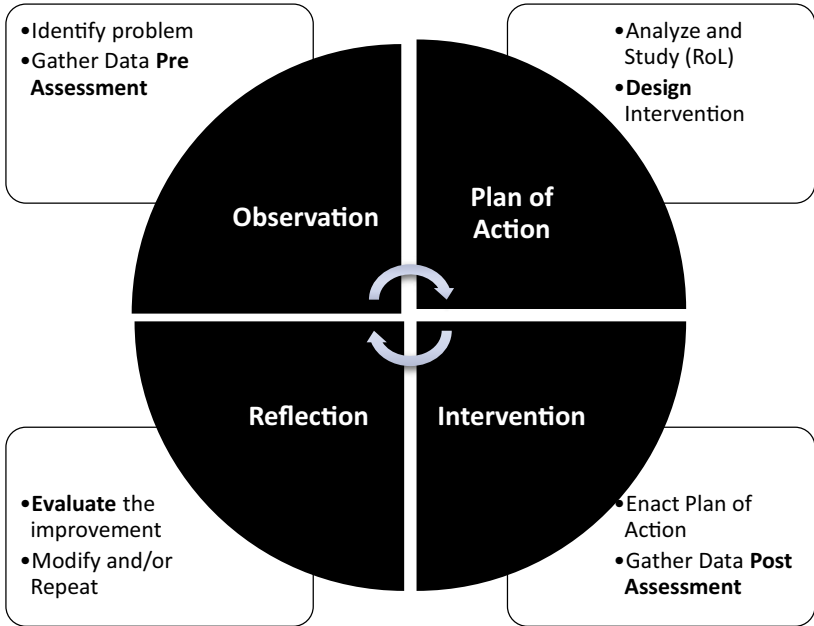 •Identify problem
•Gather Data Pre
Assessment
•Analyze and
Study (RoL)
•Design
Intervention
Observation
Plan of
Action
Reflection
Intervention
•Evaluate the
improvement
•Modify and/or
Repeat
•Enact Plan of
Action
•Gather Data Post
Assessment